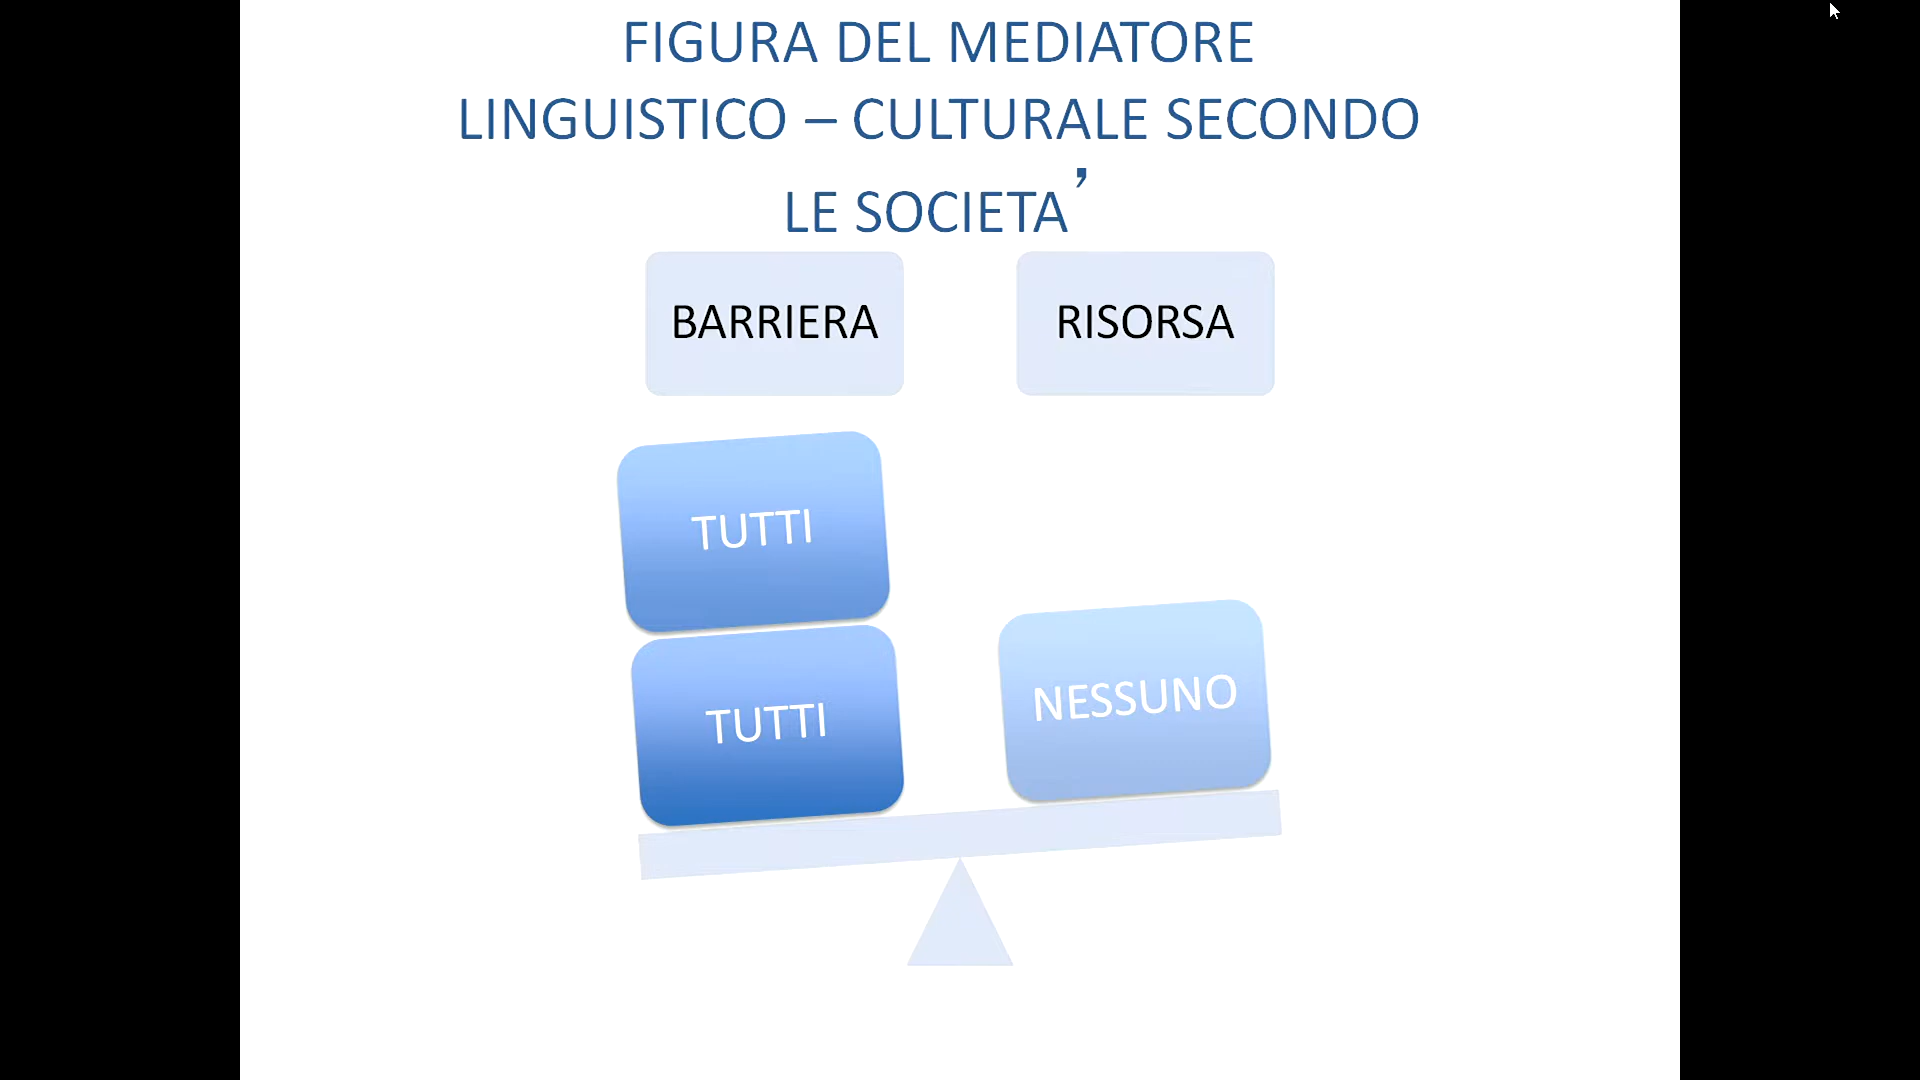 FIGURA DEL MEDIATORE
LINGUISTICO – CULTURALE SECONDO
LE SOCIETA’
BARRIERA
RISORSA
TUTTI
TUTTI
NESSUNO